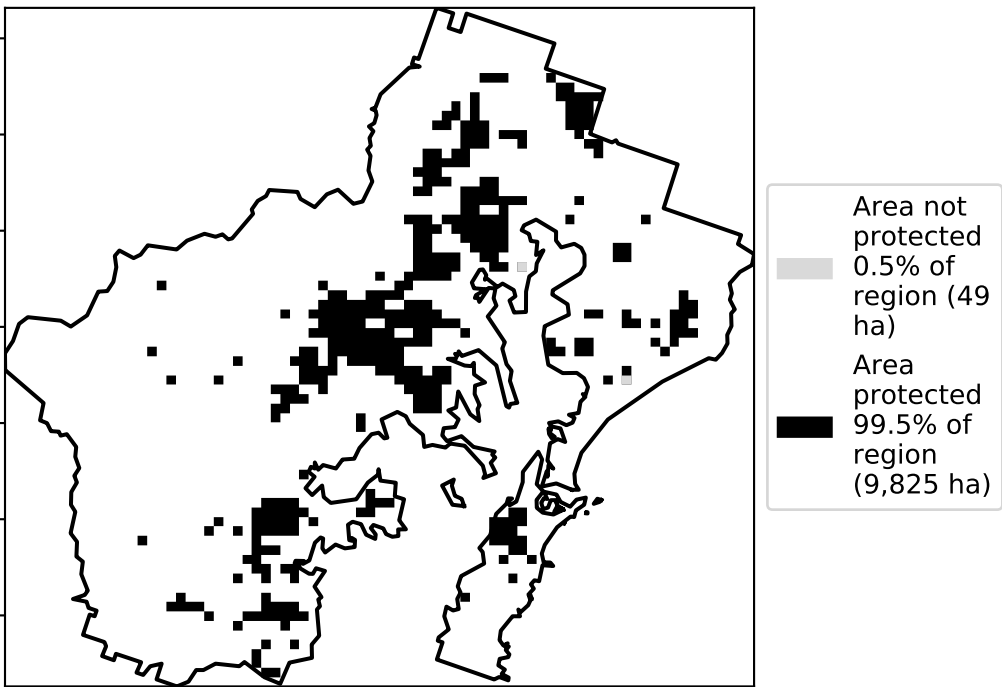 Area not
protected
0.5% of
region (49
ha)
Area
protected
99.5% of
region
(9,825 ha)